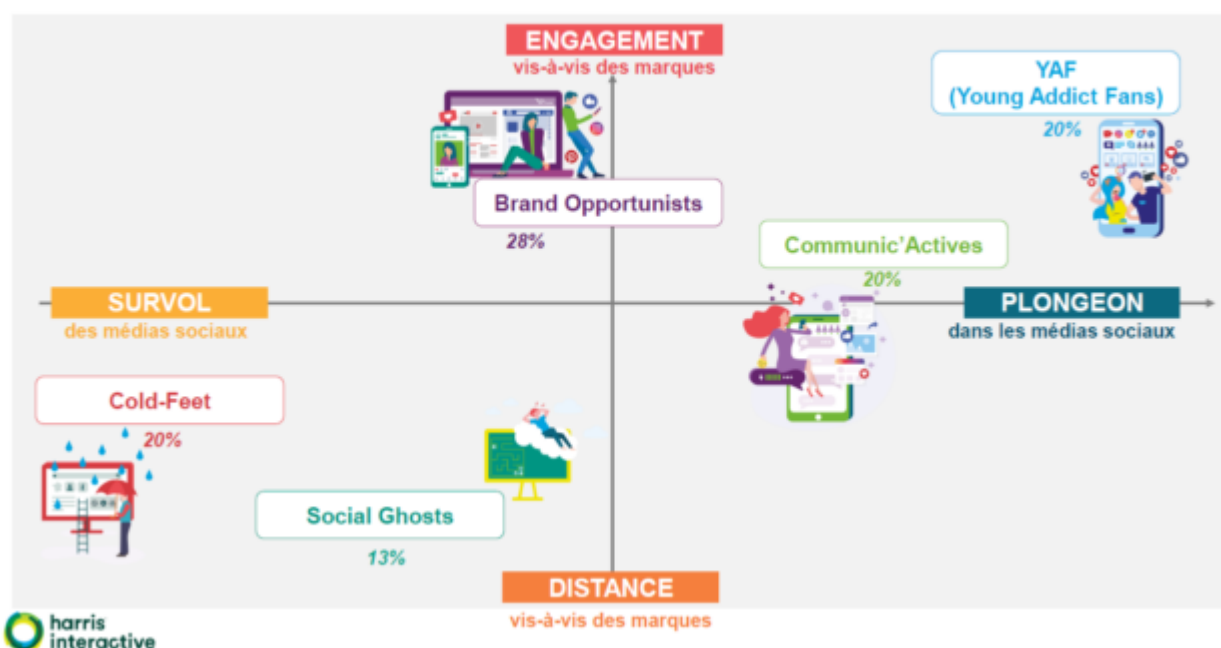 ENGAGEMENT
vis-à-vis des marques
YAF
(Young Addict Fans)
20%
Brand Opportunists
28%
Communic'Actives
20%
SURVOL
des médias sociaux
PLONGEON
dans les médias sociaux
Cold-Feet
20%
Social Ghosts
13%
DISTANCE
vis-à-vis des marques
harris
interactive